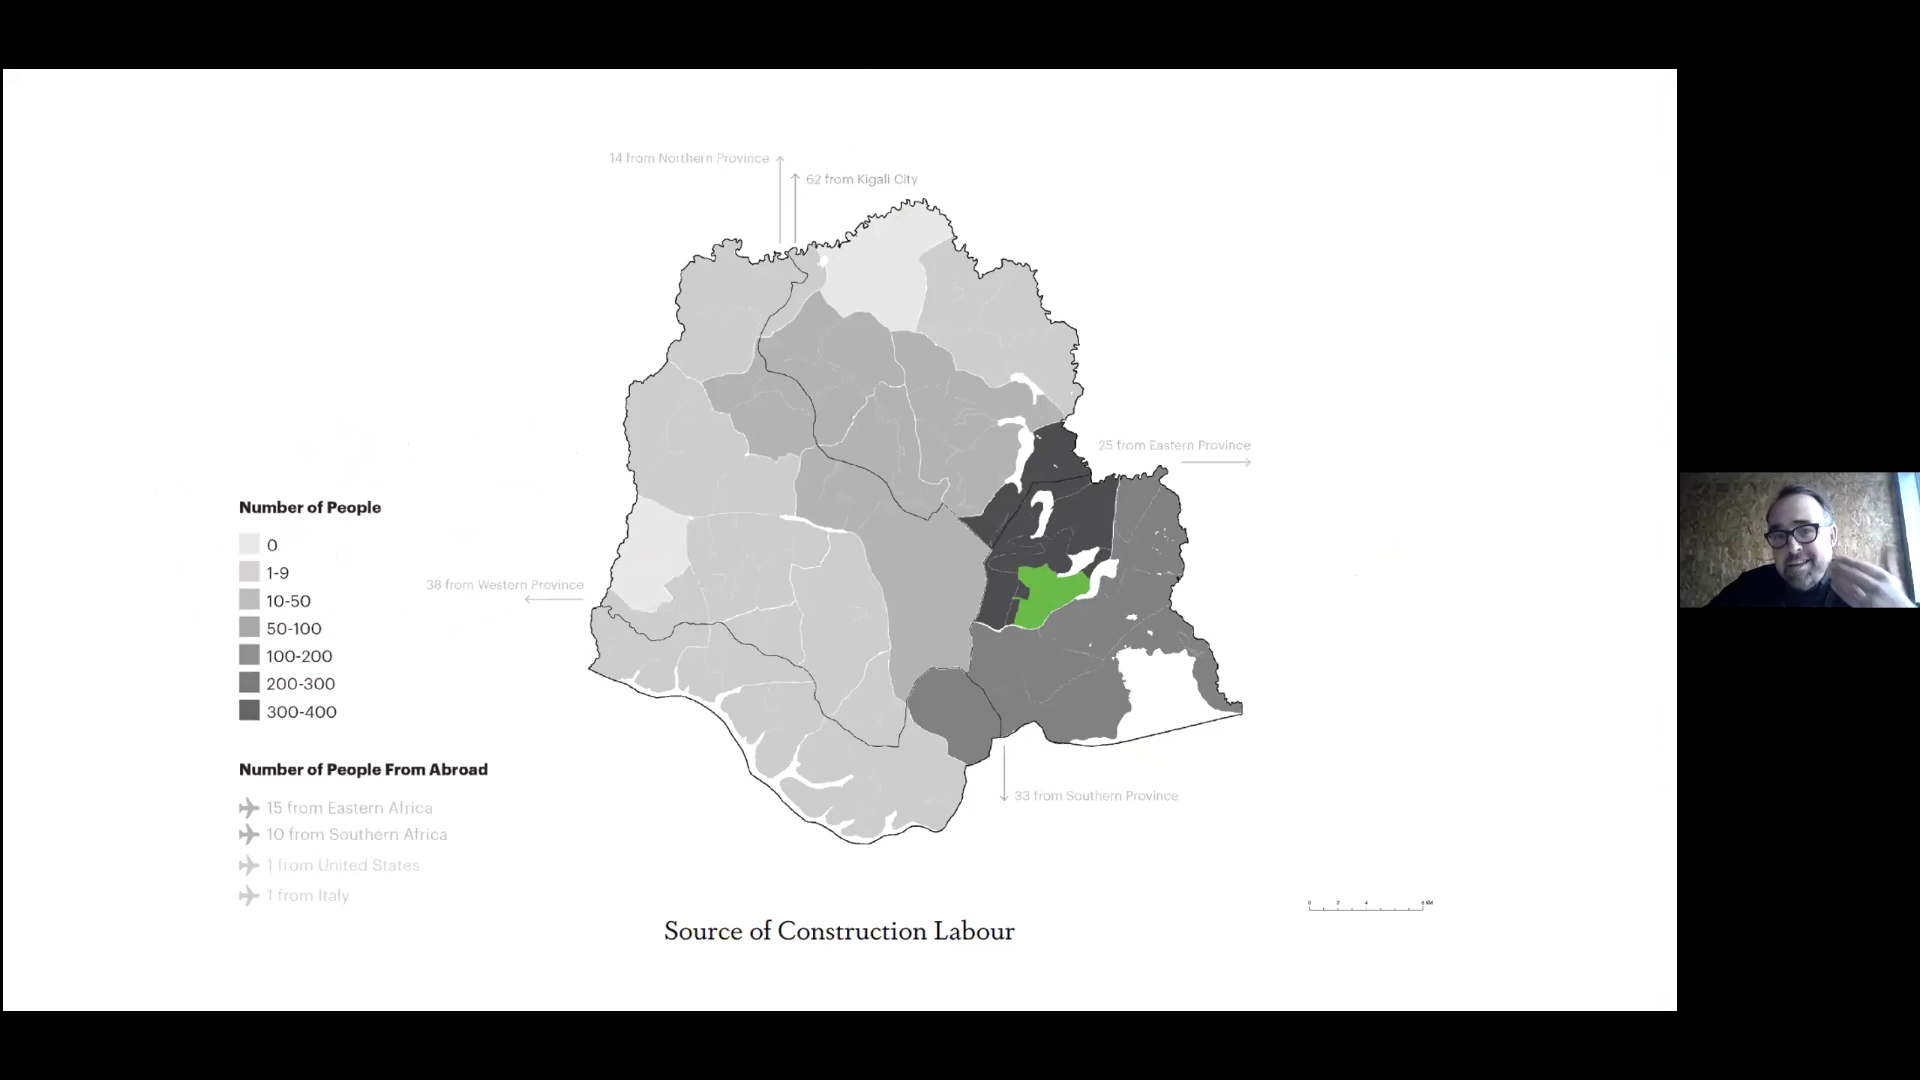 14 from Northern Province
62 from Kigali City
25 from Eastern Province
Number of People
0
1-9
10-50
50-100
100-200
200-300
300-400
38 from Western Province
Number of People From Abroad
15 from Eastern Africa
10 from Southern Africa
1 from United States
1 from Italy
33 from Southern Province
Source of Construction Labour